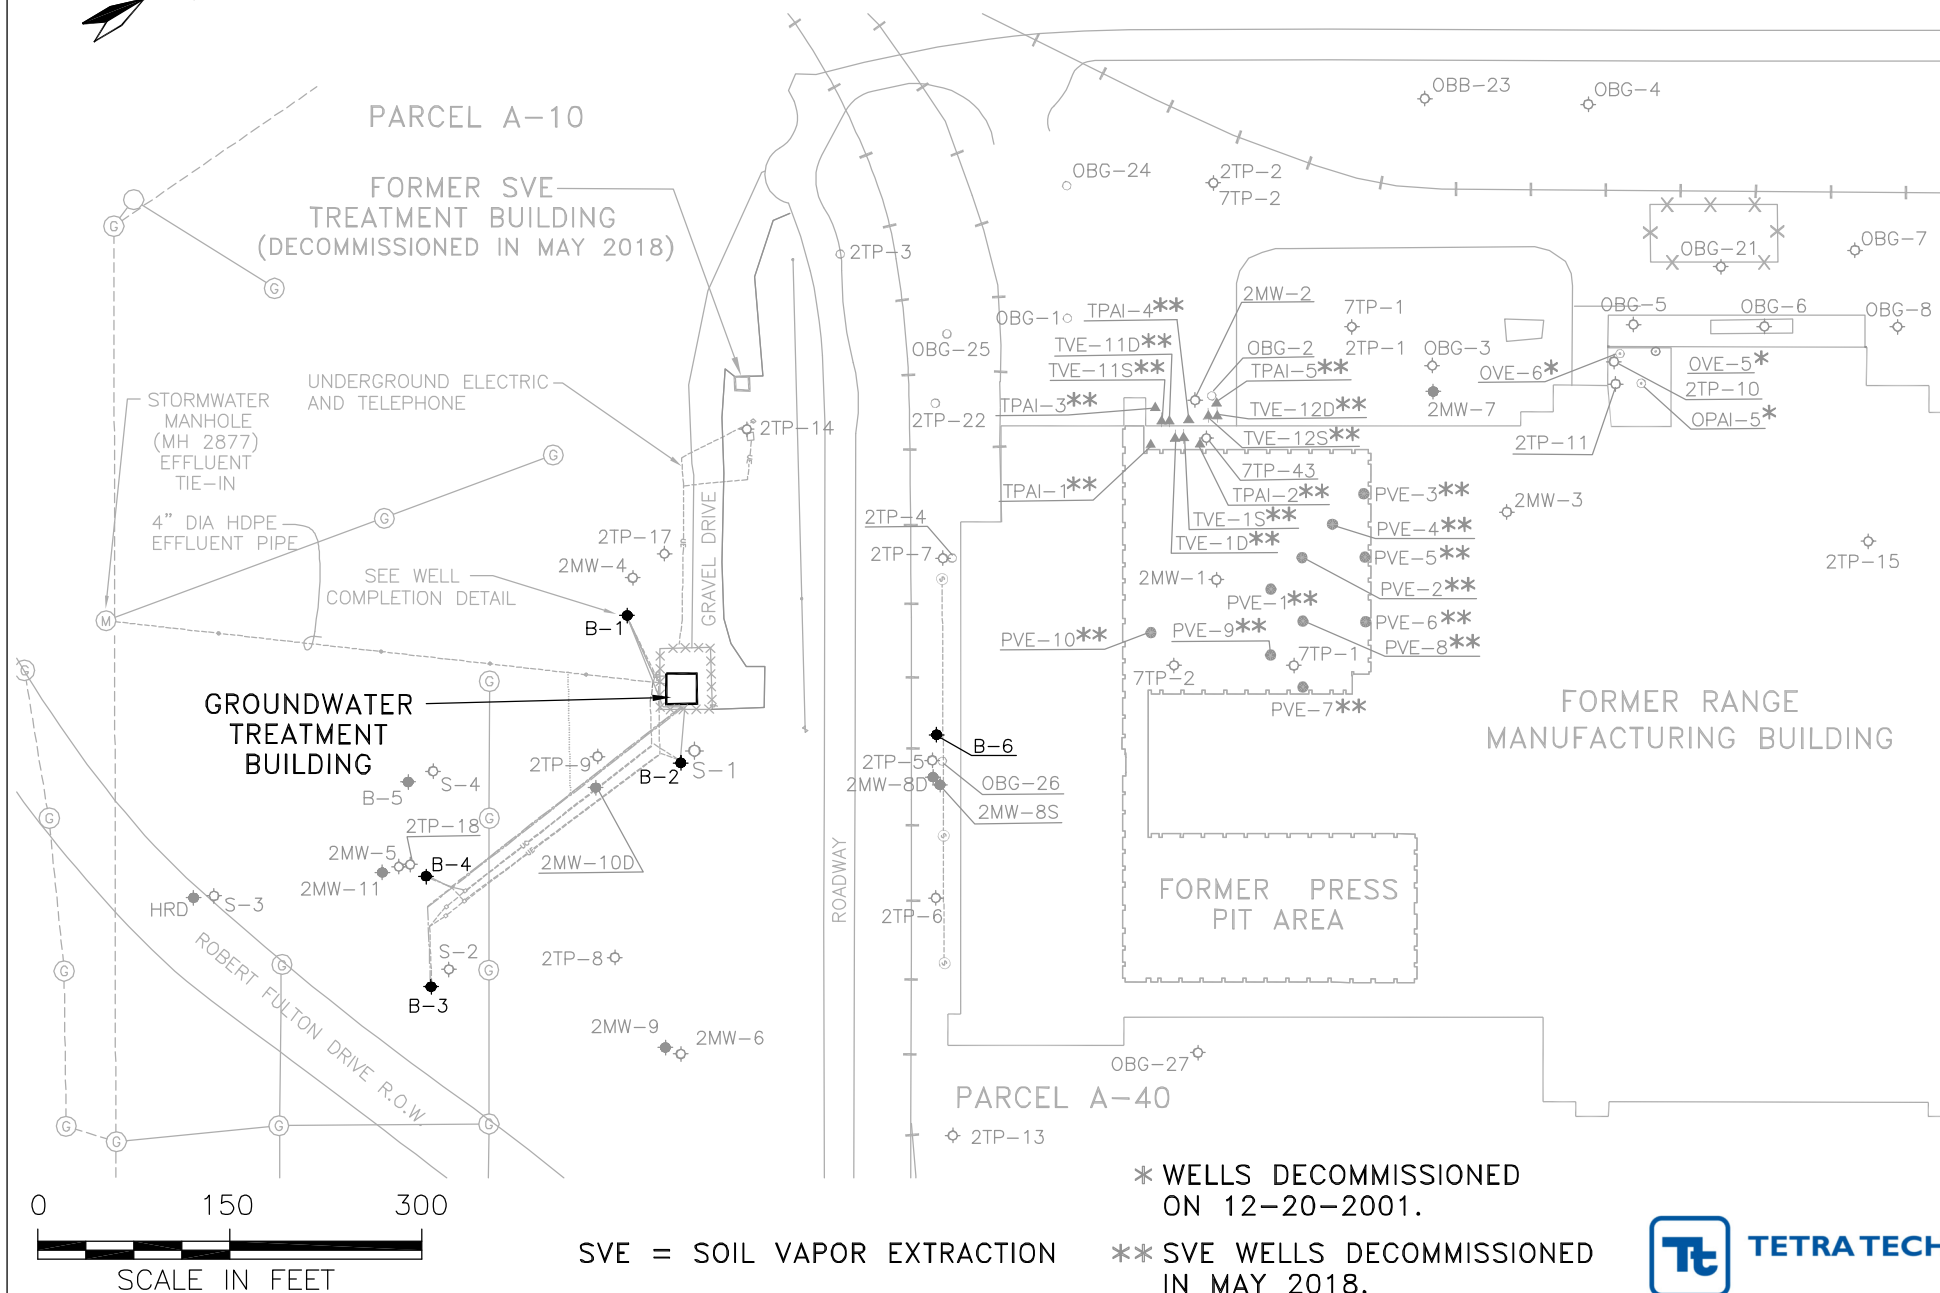 PARCEL A-10
FORMER SVE
TREATMENT BUILDING
(DECOMMISSIONED IN MAY 2018)
STORMWATER
MANHOLE
(MH 2877)
EFFLUENT
TIE-IN
UNDERGROUND ELECTRIC
AND TELEPHONE
4" DIA HDPE
EFFLUENT PIPE
SEE WELL
COMPLETION DETAIL
GROUNDWATER
TREATMENT
BUILDING
GRAVEL DRIVE
ROADWAY
ROBERT FULTON DRIVE R.O.W.
G
G
G
G
M
G
G
G
G
G
G
G
G
G
G
G
G
2TP-14
2TP-17
2MW-4
B-1
2TP-9
B-2
S-1
S-4
B-5
2TP-18
2MW-5
B-4
2MW-11
2MW-10D
HRD
S-3
S-2
B-3
2TP-8
2MW-9
2MW-6
2TP-3
OBG-25
2TP-22
2TP-4
2TP-7
B-6
2TP-5
OBG-26
2MW-8D
2MW-8S
2TP-6
2TP-13
PARCEL A-40
OBG-27
OBB-23
OBG-4
OBG-24
2TP-2
7TP-2
OBG-21
OBG-7
OBG-5
OBG-6
OBG-8
OBG-1
TPAI-4**
2MW-2
7TP-1
2TP-1
TVE-11D**
OBG-2
OBG-3
TVE-11S**
TPAI-5**
OVE-6*
OVE-5*
TPAI-3**
TVE-12D**
2MW-7
2TP-10
TVE-12S**
OPAI-5*
2TP-11
7TP-43
TPAI-1**
TPAI-2**
TVE-1S**
TVE-1D**
PVE-3**
2MW-3
PVE-4**
PVE-5**
2TP-15
2MW-1
PVE-2**
PVE-1**
PVE-6**
PVE-10**
PVE-9**
PVE-8**
7TP-1
7TP-2
PVE-7**
FORMER RANGE
MANUFACTURING BUILDING
FORMER PRESS
PIT AREA
0 150 300
SCALE IN FEET
SVE = SOIL VAPOR EXTRACTION
* WELLS DECOMMISSIONED
ON 12-20-2001.
** SVE WELLS DECOMMISSIONED
IN MAY 2018.
Tt TETRA TECH